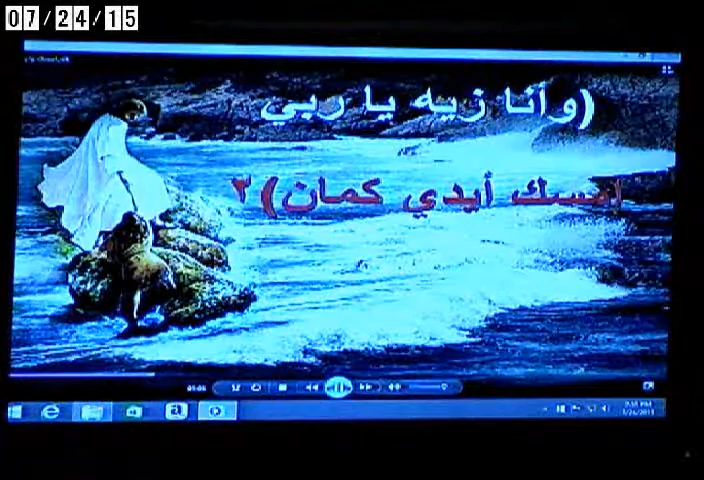 07/24/15
(وأنا زيه يا ربي
امسك أيدي كمان) ٢